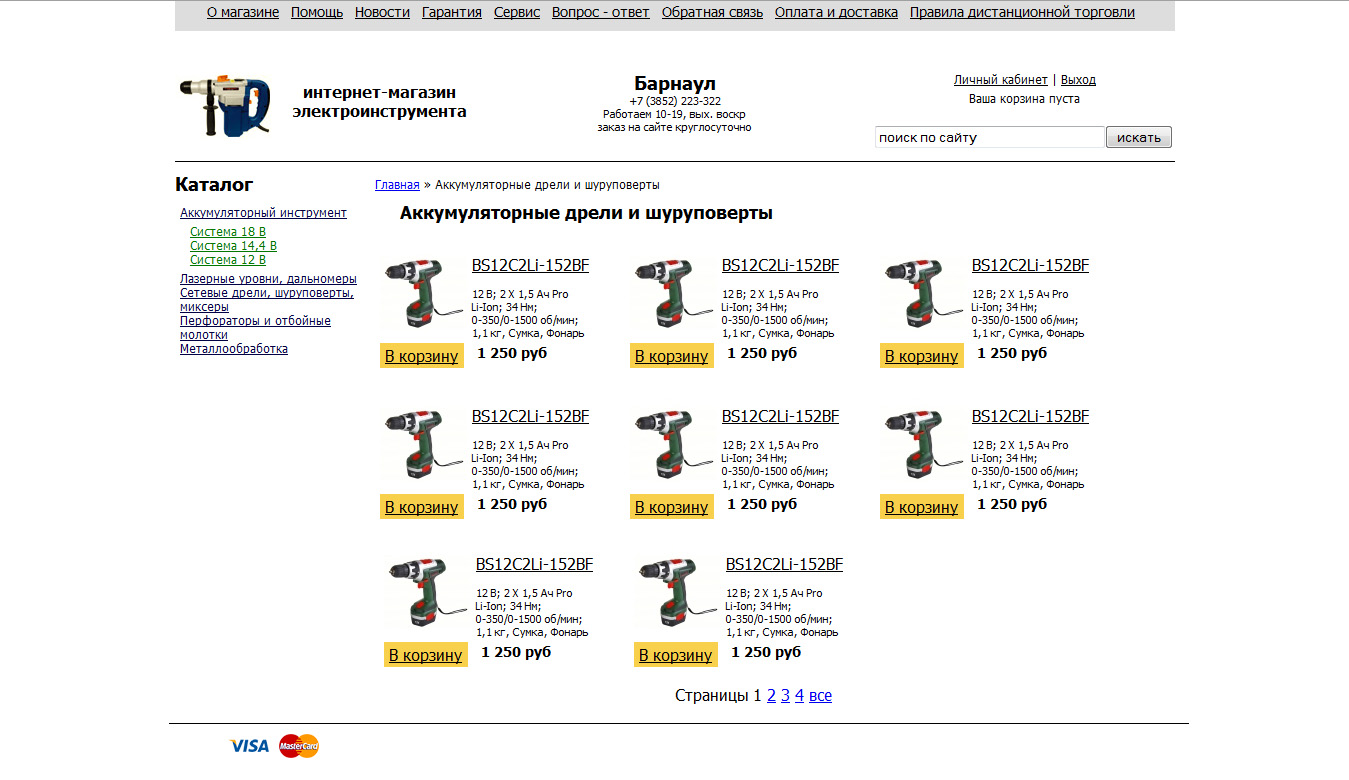 О магазине Помощь Новости Гарантия Сервис Вопрос - ответ Обратная связь Оплата и доставка Правила дистанционной торговли
интернет-магазин
электроинструмента
Барнаул
+7 (3852) 223-322
Работаем 10-19, вых. воскр
заказ на сайте круглосуточно
Личный кабинет | Выход
Ваша корзина пуста
поиск по сайту искать
Каталог
Аккумуляторный инструмент
Система 18 В
Система 14,4 В
Система 12 В
Лазерные уровни, дальномеры
Сетевые дрели, шуруповерты,
миксеры
Перфораторы и отбойные
молотки
Металлообработка
Главная » Аккумуляторные дрели и шуруповерты
Аккумуляторные дрели и шуруповерты
BS12C2Li-152BF
12 В; 2 X 1,5 Ач Pro
Li-Ion; 34 Нм;
0-350/0-1500 об/мин;
1,1 кг, Сумка, Фонарь
В корзину 1 250 руб
BS12C2Li-152BF
12 В; 2 X 1,5 Ач Pro
Li-Ion; 34 Нм;
0-350/0-1500 об/мин;
1,1 кг, Сумка, Фонарь
В корзину 1 250 руб
BS12C2Li-152BF
12 В; 2 X 1,5 Ач Pro
Li-Ion; 34 Нм;
0-350/0-1500 об/мин;
1,1 кг, Сумка, Фонарь
В корзину 1 250 руб
BS12C2Li-152BF
12 В; 2 X 1,5 Ач Pro
Li-Ion; 34 Нм;
0-350/0-1500 об/мин;
1,1 кг, Сумка, Фонарь
В корзину 1 250 руб
BS12C2Li-152BF
12 В; 2 X 1,5 Ач Pro
Li-Ion; 34 Нм;
0-350/0-1500 об/мин;
1,1 кг, Сумка, Фонарь
В корзину 1 250 руб
BS12C2Li-152BF
12 В; 2 X 1,5 Ач Pro
Li-Ion; 34 Нм;
0-350/0-1500 об/мин;
1,1 кг, Сумка, Фонарь
В корзину 1 250 руб
BS12C2Li-152BF
12 В; 2 X 1,5 Ач Pro
Li-Ion; 34 Нм;
0-350/0-1500 об/мин;
1,1 кг, Сумка, Фонарь
В корзину 1 250 руб
BS12C2Li-152BF
12 В; 2 X 1,5 Ач Pro
Li-Ion; 34 Нм;
0-350/0-1500 об/мин;
1,1 кг, Сумка, Фонарь
В корзину 1 250 руб
Страницы 1 2 3 4 все
VISA MasterCard